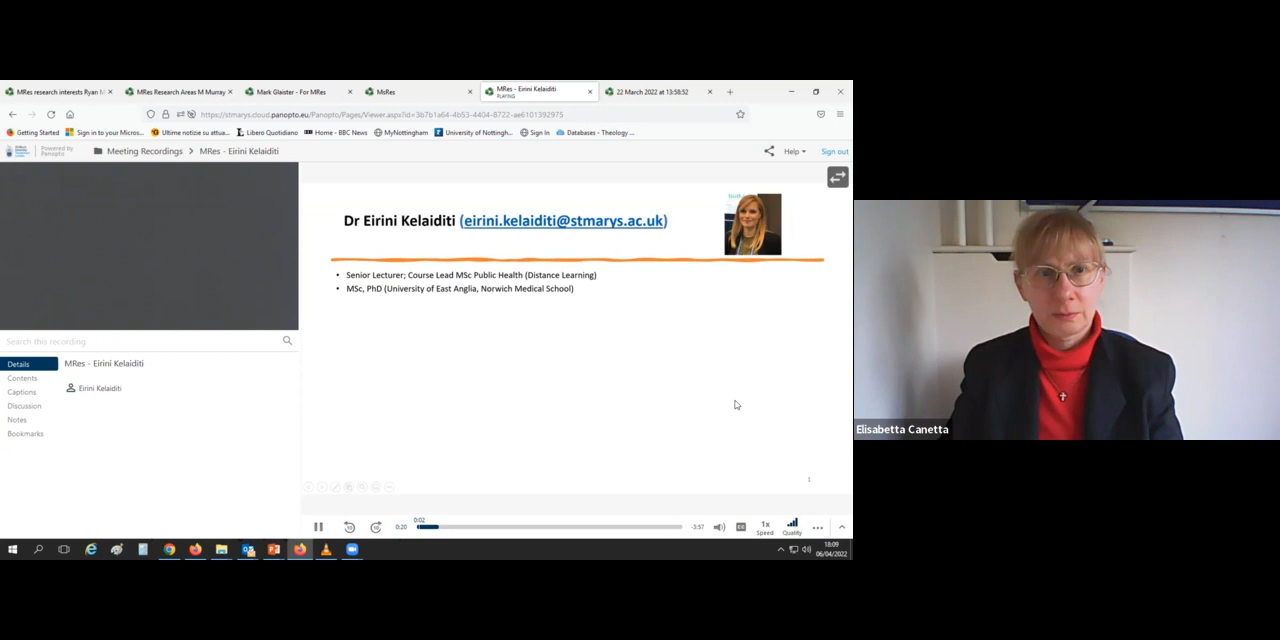 MRes research interests Ryan M
MRes Research Areas M Murray
Mark Glaister - For MRes
MsRes
MRes - Eirini Kelaiditi
PLAYING
22 March 2022 at 13:58:52
https://stmarys.cloud.panopto.eu/Panopto/Pages/Viewer.aspx?id=3b7b1a64-4b53-4404-8722-ae6101392975
Getting Started
Sign in to your Micros...
Ultime notizie su attua...
Libero Quotidiano
Home - BBC News
MyNottingham
University of Nottingh...
Sign In
Databases - Theology ...
Powered by
Panopto
Meeting Recordings > MRes - Eirini Kelaiditi
Help
Sign out
Dr Eirini Kelaiditi (eirini.kelaiditi@stmarys.ac.uk)
• Senior Lecturer; Course Lead MSc Public Health (Distance Learning)
• MSc, PhD (University of East Anglia, Norwich Medical School)
1
Search this recording
Details
Contents
Captions
Discussion
Notes
Bookmarks
MRes - Eirini Kelaiditi
Eirini Kelaiditi
0:20
0:02
-3:57
1x
Speed
Quality
18:09
06/04/2022
Elisabetta Canetta